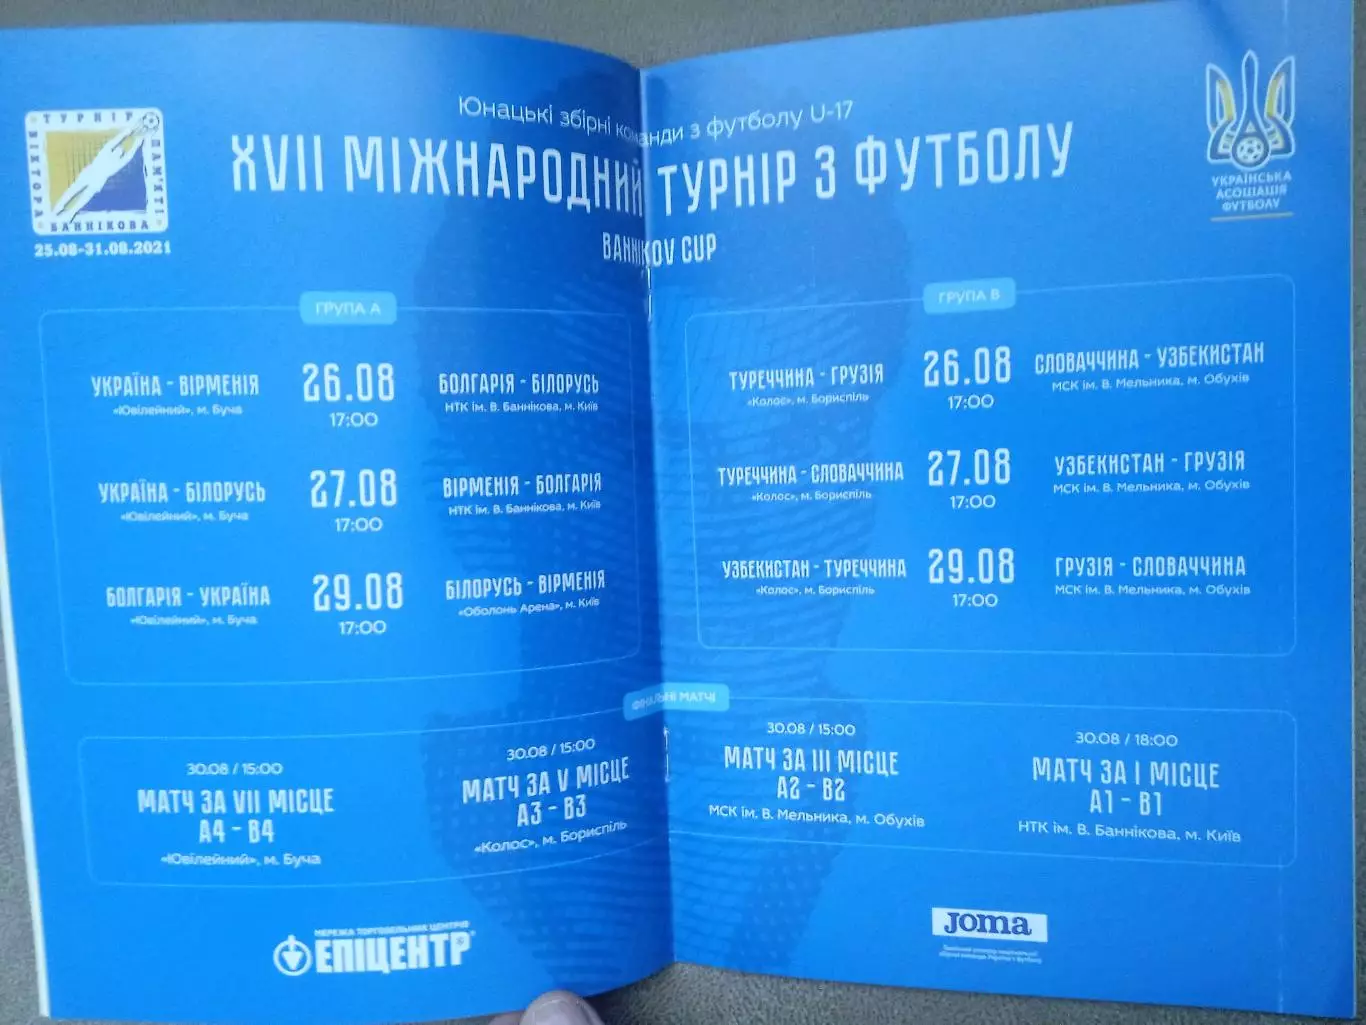 ТУРНІР
ПАМ'ЯТІ
ВІКТОРА
БАННІКОВА
25.08-31.08.2021
Юнацькі збірні команди з футболу U-17
XVII МІЖНАРОДНИЙ ТУРНІР З ФУТБОЛУ
BANNIKOV CUP
УКРАЇНСЬКА
АСОЦІАЦІЯ
ФУТБОЛУ
ГРУПА А
УКРАЇНА - ВІРМЕНІЯ
«Ювілейний», м. Буча
26.08
17:00
БОЛГАРІЯ - БІЛОРУСЬ
НТК ім. В. Баннікова, м. Київ
УКРАЇНА - БІЛОРУСЬ
«Ювілейний», м. Буча
27.08
17:00
ВІРМЕНІЯ - БОЛГАРІЯ
НТК ім. В. Баннікова, м. Київ
БОЛГАРІЯ - УКРАЇНА
«Ювілейний», м. Буча
29.08
17:00
БІЛОРУСЬ - ВІРМЕНІЯ
«Оболонь Арена», м. Київ
ГРУПА В
ТУРЕЧЧИНА - ГРУЗІЯ
«Колос», м. Бориспіль
26.08
17:00
СЛОВАЧЧИНА - УЗБЕКИСТАН
МСК ім. В. Мельника, м. Обухів
ТУРЕЧЧИНА - СЛОВАЧЧИНА
«Колос», м. Бориспіль
27.08
17:00
УЗБЕКИСТАН - ГРУЗІЯ
МСК ім. В. Мельника, м. Обухів
УЗБЕКИСТАН - ТУРЕЧЧИНА
«Колос», м. Бориспіль
29.08
17:00
ГРУЗІЯ - СЛОВАЧЧИНА
МСК ім. В. Мельника, м. Обухів
ФІНАЛЬНІ МАТЧІ
30.08 / 15:00
МАТЧ ЗА VII МІСЦЕ
А4 - В4
«Ювілейний», м. Буча
30.08 / 15:00
МАТЧ ЗА V МІСЦЕ
А3 - В3
«Колос», м. Бориспіль
30.08 / 15:00
МАТЧ ЗА III МІСЦЕ
А2 - В2
МСК ім. В. Мельника, м. Обухів
30.08 / 18:00
МАТЧ ЗА I МІСЦЕ
А1 - В1
НТК ім. В. Баннікова, м. Київ
МЕРЕЖА ТОРГОВЕЛЬНИХ ЦЕНТРІВ
ЕПІЦЕНТР
Joma